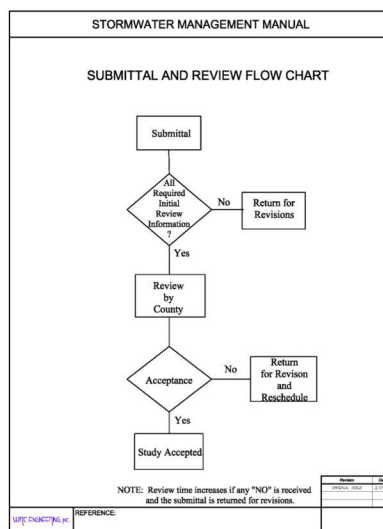 STORMWATER MANAGEMENT MANUAL
SUBMITTAL AND REVIEW FLOW CHART
Submittal
All
Required
Initial
Review
Information
?
No
Return for
Revisions
Yes
Review
by
County
Acceptance
No
Return
for Revison
and
Reschedule
Yes
Study Accepted
NOTE: Review time increases if any "NO" is received
and the submittal is returned for revisions.
Revision
ORIGINAL ISSUE
REFERENCE:
ENGINEERING, INC